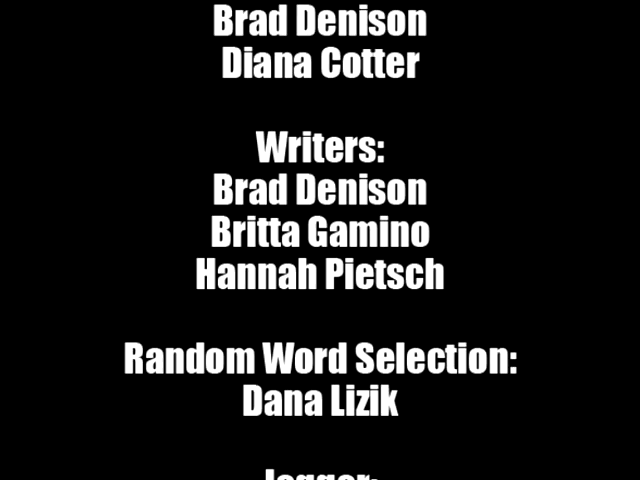 Brad Denison
Diana Cotter
Writers:
Brad Denison
Britta Gamino
Hannah Pietsch
Random Word Selection:
Dana Lizik